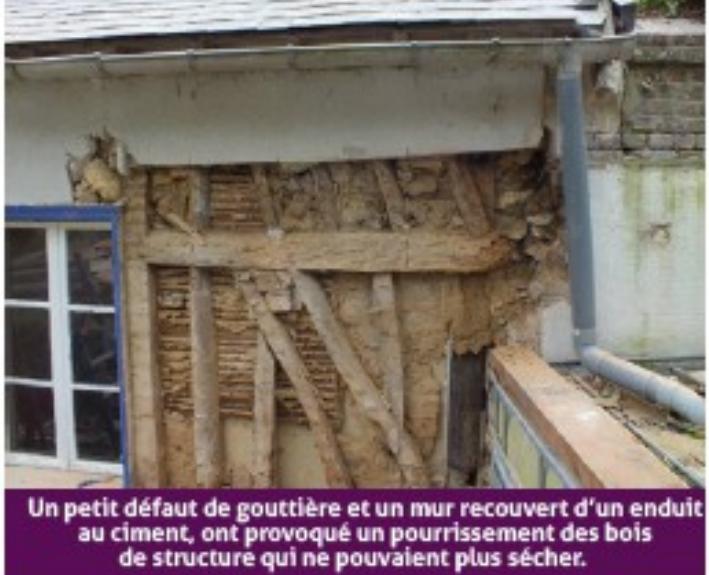 Un petit défaut de gouttière et un mur recouvert d'un enduit
au ciment, ont provoqué un pourrissement des bois
de structure qui ne pouvaient plus sécher.